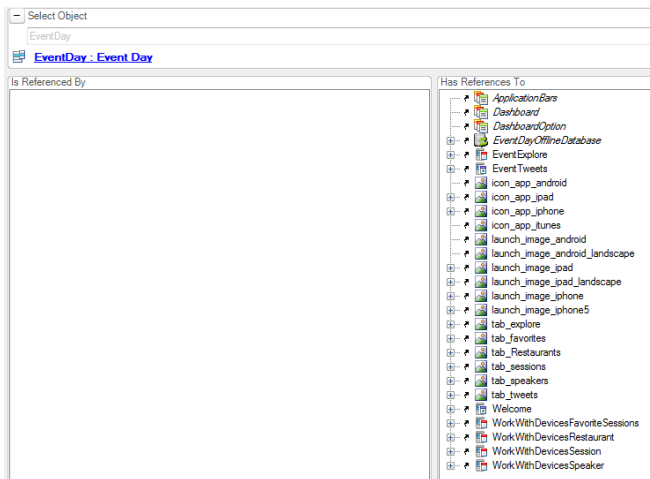 Select Object
EventDay
EventDay : Event Day
Is Referenced By
Has References To
ApplicationBars
Dashboard
DashboardOption
EventDayOfflineDatabase
EventExplore
EventTweets
icon_app_android
icon_app_ipad
icon_app_iphone
icon_app_itunes
launch_image_android
launch_image_android_landscape
launch_image_ipad
launch_image_ipad_landscape
launch_image_iphone
launch_image_iphone5
tab_explore
tab_favorites
tab_Restaurants
tab_sessions
tab_speakers
tab_tweets
Welcome
WorkWithDevicesFavoriteSessions
WorkWithDevicesRestaurant
WorkWithDevicesSession
WorkWithDevicesSpeaker